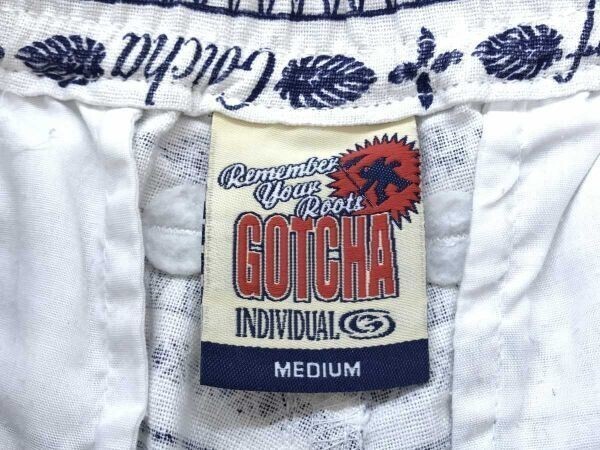 Gotcha
Remember
Your
Roots
GOTCHA
INDIVIDUAL G
MEDIUM